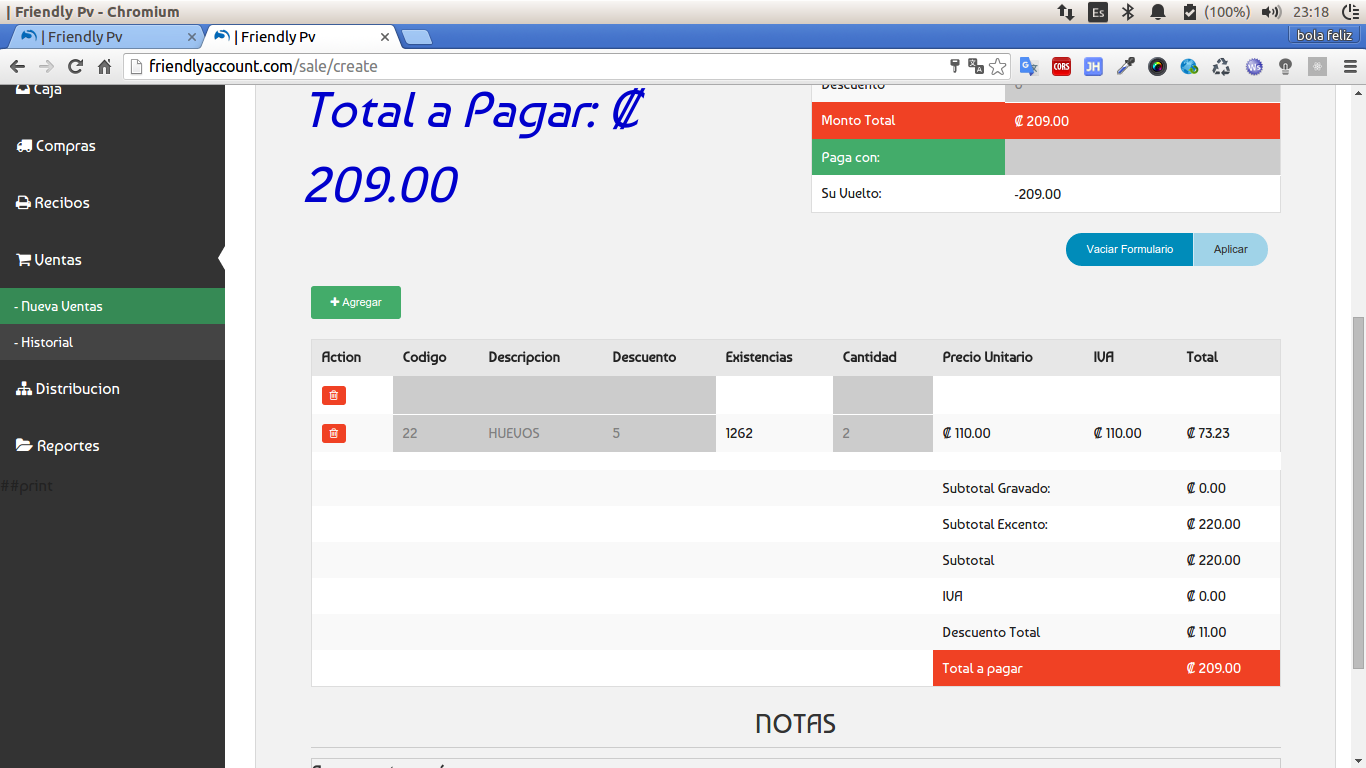 | Friendly Pv - Chromium
Es
(100%)
23:18
| Friendly Pv
| Friendly Pv
bola feliz
friendlyaccount.com/sale/create
CORS
JH
Caja
Compras
Recibos
Ventas
- Nueva Ventas
- Historial
Distribucion
Reportes
##print
Total a Pagar: ₡
209.00
Descuento 0
Monto Total ₡ 209.00
Paga con:
Su Vuelto: -209.00
Vaciar Formulario Aplicar
Agregar
Action Codigo Descripcion Descuento Existencias Cantidad Precio Unitario IVA Total
22 HUEVOS 5 1262 2 ₡ 110.00 ₡ 110.00 ₡ 73.23
Subtotal Gravado: ₡ 0.00
Subtotal Excento: ₡ 220.00
Subtotal ₡ 220.00
IVA ₡ 0.00
Descuento Total ₡ 11.00
Total a pagar ₡ 209.00
NOTAS